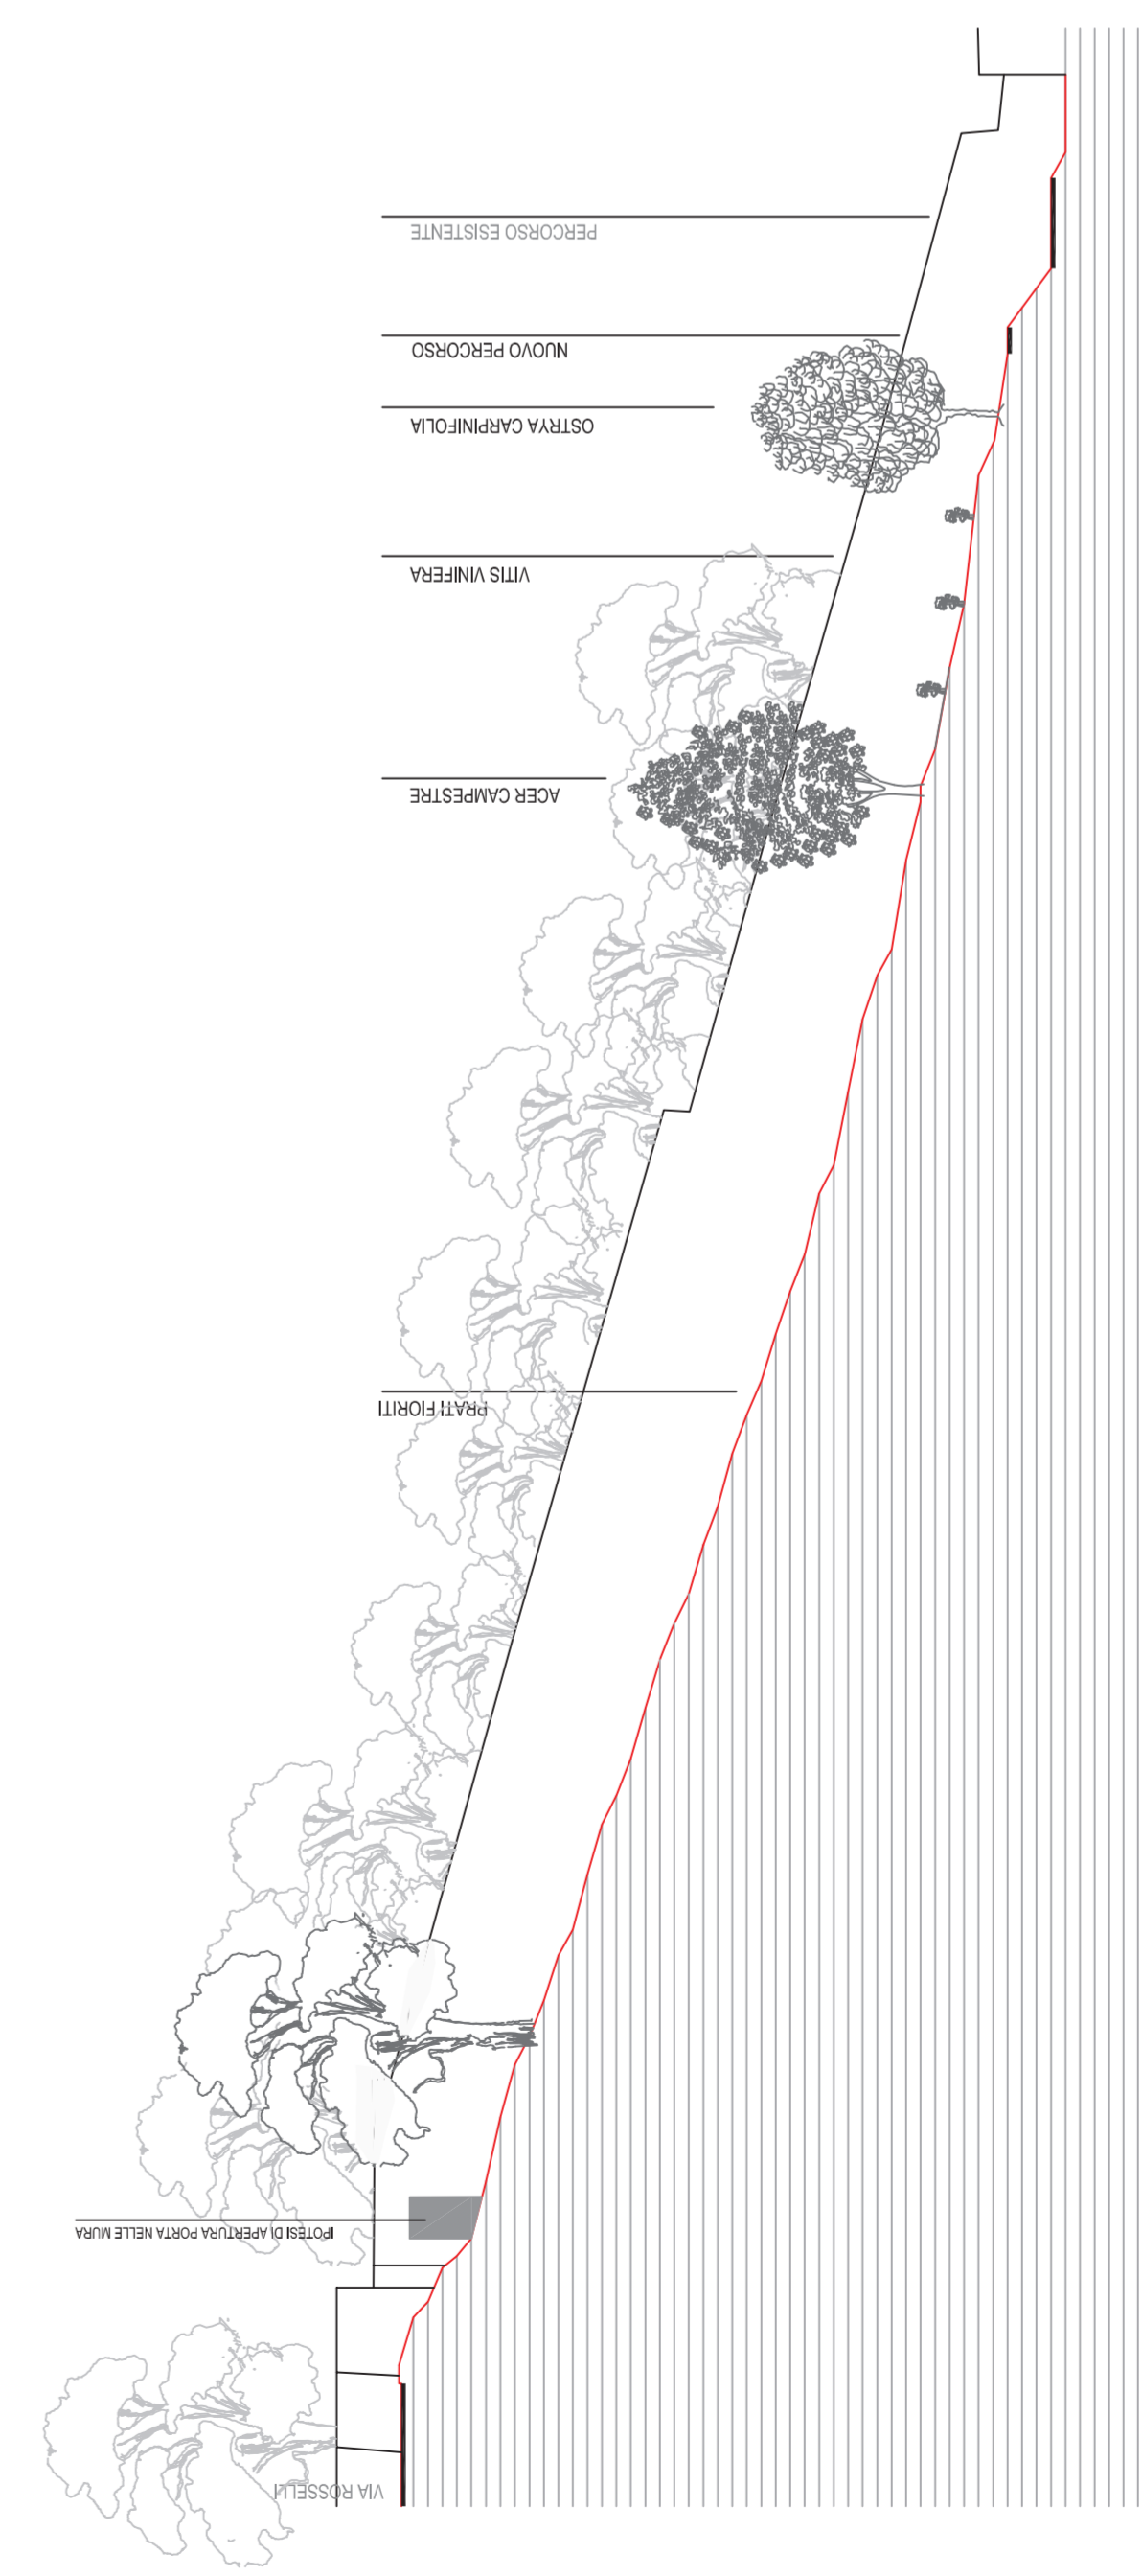 PERCORSO ESISTENTE
NUOVO PERCORSO
OSTRYA CARPINIFOLIA
VITIS VINIFERA
ACER CAMPESTRE
PRATI FIORITI
IPOTESI DI APERTURA PORTA NELLE MURA
VIA ROSSELLI